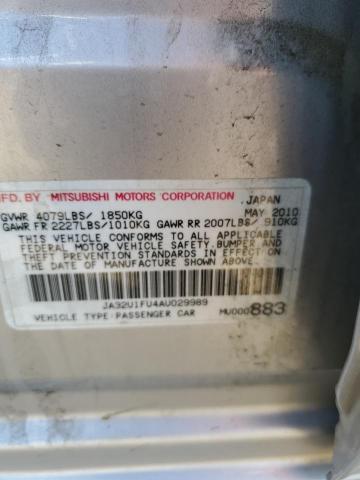 MFD. BY MITSUBISHI MOTORS CORPORATION JAPAN
GVWR 4079LBS/ 1850KG MAY 2010
GAWR FR 2227LBS/1010KG GAWR RR 2007LBS/ 910KG
THIS VEHICLE CONFORMS TO ALL APPLICABLE
FEDERAL MOTOR VEHICLE SAFETY, BUMPER AND
THEFT PREVENTION STANDARDS IN EFFECT ON
THE DATE OF MANUFACTURE SHOWN ABOVE.
JA32U1FU4AU029989
VEHICLE TYPE:PASSENGER CAR MU000883